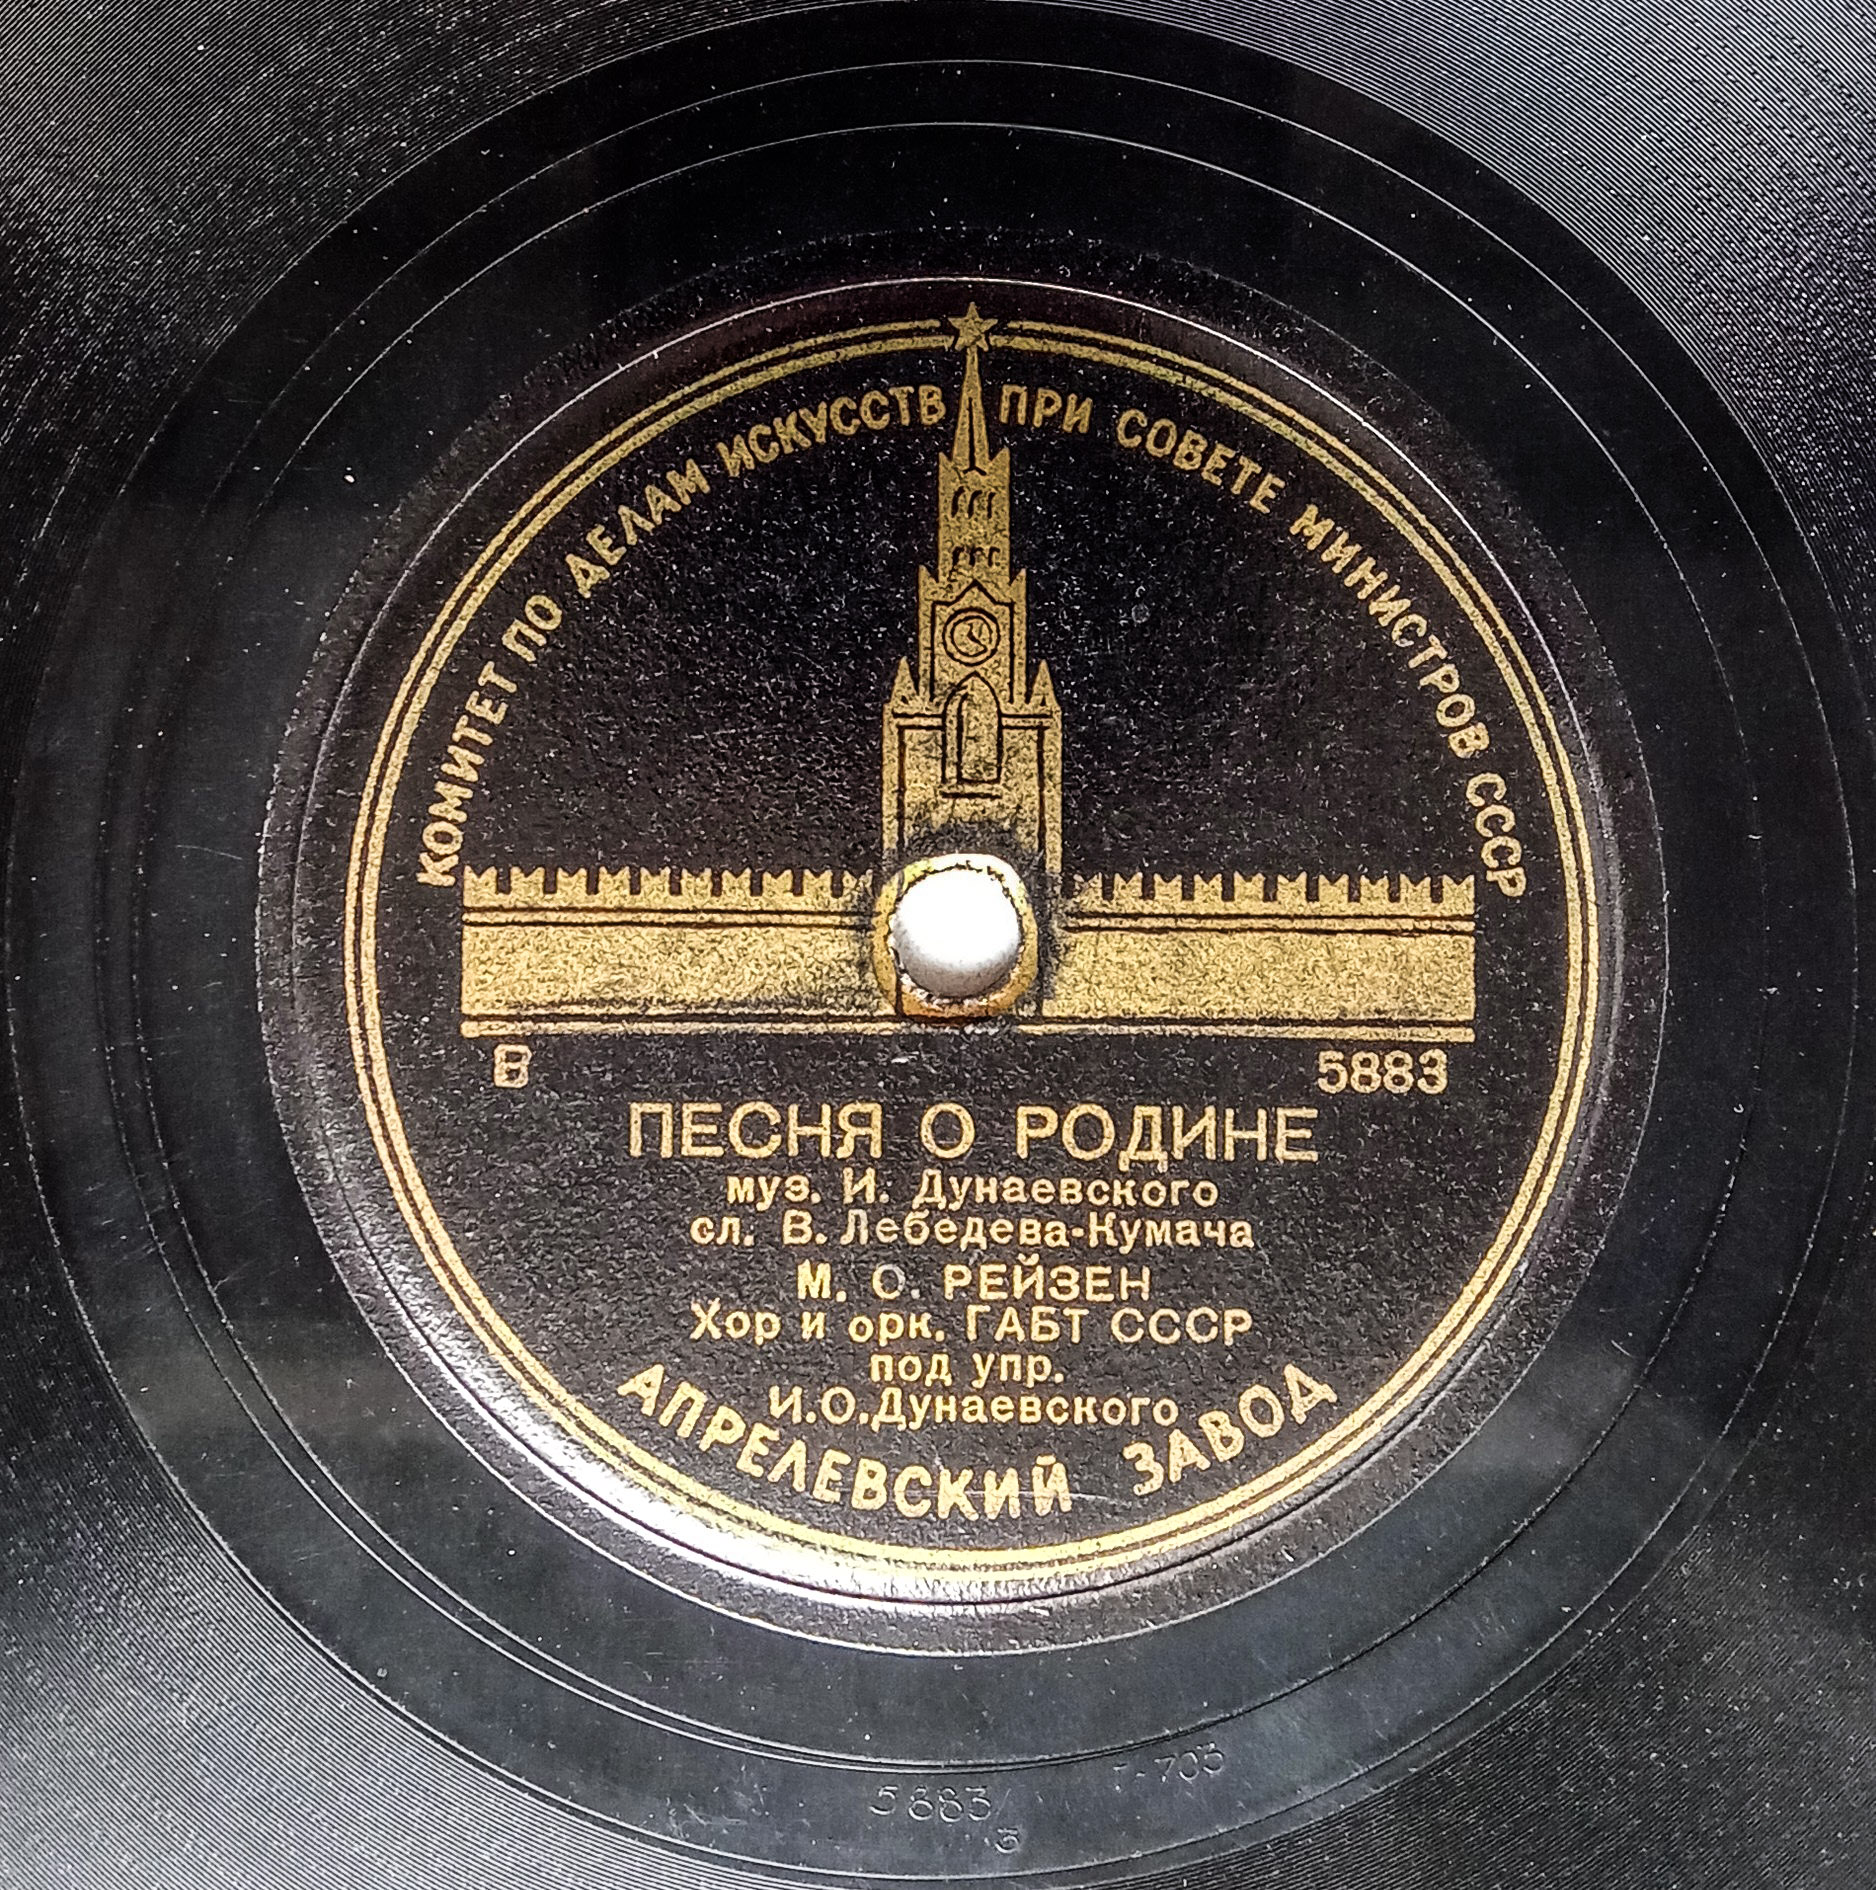 КОМИТЕТ ПО ДЕЛАМ ИСКУССТВ ПРИ СОВЕТЕ МИНИСТРОВ СССР
В 5883
ПЕСНЯ О РОДИНЕ
муз. И. Дунаевского
сл. В. Лебедева-Кумача
М. О. РЕЙЗЕН
Хор и орк. ГАБТ СССР
под упр.
И.О.Дунаевского
АПРЕЛЕВСКИЙ ЗАВОД
5883
3